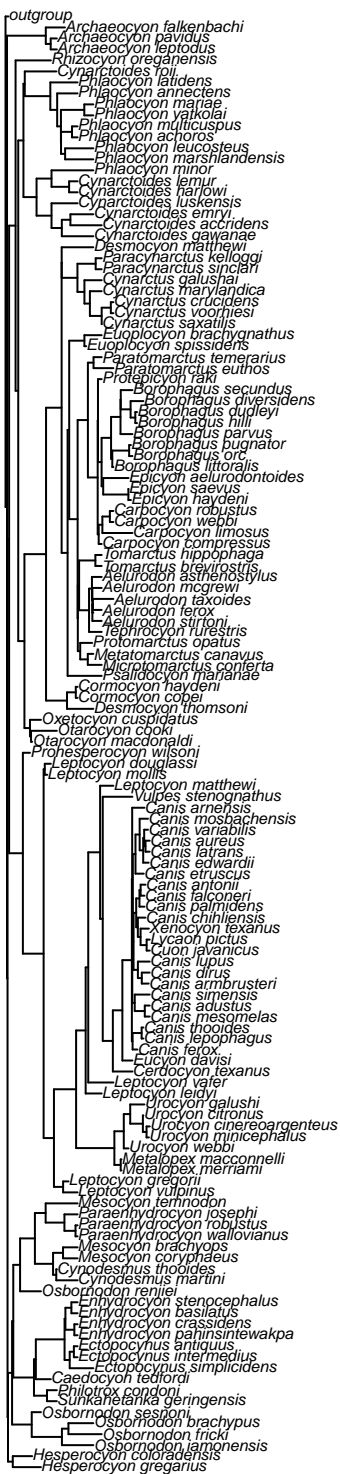 outgroup
Archaeocyon falkenbachi
Archaeocyon pavidus
Archaeocyon leptodus
Rhizocyon oreganensis
Cynarctoides roii
Phlaocyon latidens
Phlaocyon annectens
Phlaocyon mariae
Phlaocyon yatkolai
Phlaocyon multicuspus
Phlaocyon achoros
Phlaocyon leucosteus
Phlaocyon marshlandensis
Phlaocyon minor
Cynarctoides lemur
Cynarctoides harlowi
Cynarctoides luskensis
Cynarctoides emryi
Cynarctoides accridens
Cynarctoides gawanae
Desmocyon matthewi
Paracynarctus kelloggi
Paracynarctus sinclari
Cynarctus galushai
Cynarctus marylandica
Cynarctus crucidens
Cynarctus voorhiesi
Cynarctus saxatilis
Euoplocyon brachygnathus
Euoplocyon spissidens
Paratomarctus temerarius
Paratomarctus euthos
Protepicyon raki
Borophagus secundus
Borophagus diversidens
Borophagus dudleyi
Borophagus hilli
Borophagus parvus
Borophagus pugnator
Borophagus orc
Borophagus littoralis
Epicyon aelurodontoides
Epicyon saevus
Epicyon haydeni
Carpocyon robustus
Carpocyon webbi
Carpocyon limosus
Carpocyon compressus
Tomarctus hippophaga
Tomarctus brevirostris
Aelurodon asthenostylus
Aelurodon mcgrewi
Aelurodon taxoides
Aelurodon ferox
Aelurodon stirtoni
Tephrocyon rurestris
Protomarctus opatus
Metatomarctus canavus
Microtomarctus conferta
Psalidocyon marianae
Cormocyon haydeni
Cormocyon copei
Desmocyon thomsoni
Oxetocyon cuspidatus
Otarocyon cooki
Otarocyon macdonaldi
Prohesperocyon wilsoni
Leptocyon douglassi
Leptocyon mollis
Leptocyon matthewi
Vulpes stenognathus
Canis arnensis
Canis mosbachensis
Canis variabilis
Canis aureus
Canis latrans
Canis edwardii
Canis etruscus
Canis antonii
Canis falconeri
Canis palmidens
Canis chihliensis
Xenocyon texanus
Lycaon pictus
Cuon javanicus
Canis lupus
Canis dirus
Canis armbrusteri
Canis simensis
Canis adustus
Canis mesomelas
Canis thooides
Canis lepophagus
Canis ferox
Eucyon davisi
Cerdocyon texanus
Leptocyon vafer
Leptocyon leidyi
Urocyon galushi
Urocyon citronus
Urocyon cinereoargenteus
Urocyon minicephalus
Urocyon webbi
Metalopex macconnelli
Metalopex merriami
Leptocyon gregorii
Leptocyon vulpinus
Mesocyon temnodon
Paraenhydrocyon josephi
Paraenhydrocyon robustus
Paraenhydrocyon wallovianus
Mesocyon brachyops
Mesocyon coryphaeus
Cynodesmus thooides
Cynodesmus martini
Osbornodon renjiei
Enhydrocyon stenocephalus
Enhydrocyon basilatus
Enhydrocyon crassidens
Enhydrocyon pahinsintewakpa
Ectopocynus antiquus
Ectopocynus intermedius
Ectopocynus simplicidens
Caedocyon tedfordi
Philotrox condoni
Sunkahetanka geringensis
Osbornodon sesnoni
Osbornodon brachypus
Osbornodon fricki
Osbornodon iamonensis
Hesperocyon coloradensis
Hesperocyon gregarius